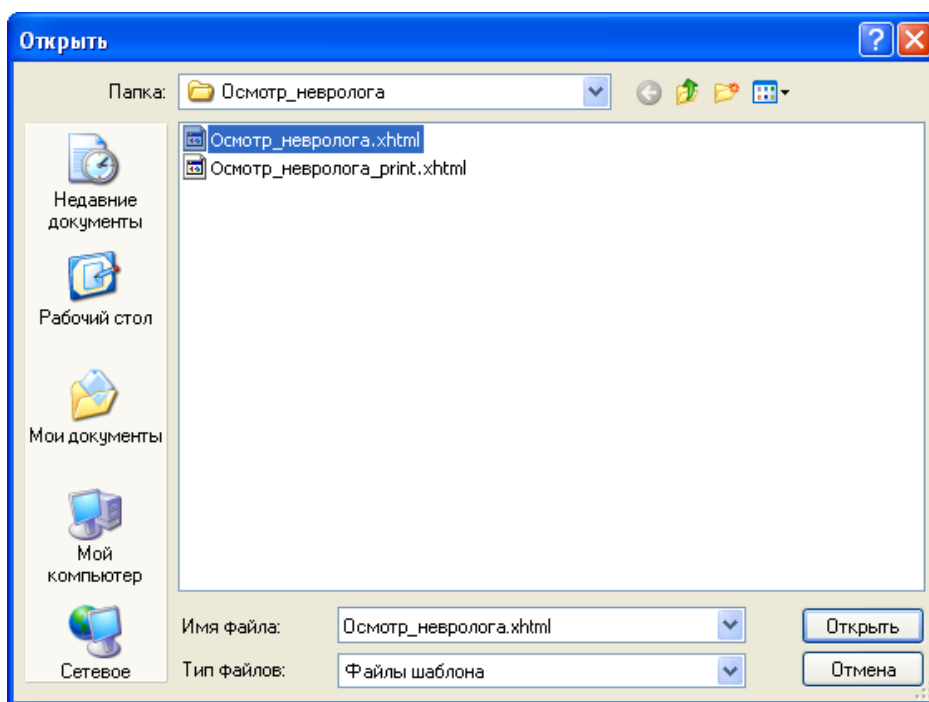 Открыть
Папка: Осмотр_невролога
Осмотр_невролога.xhtml
Осмотр_невролога_print.xhtml
Недавние
документы
Рабочий стол
Мои документы
Мой
компьютер
Сетевое
Имя файла: Осмотр_невролога.xhtml Открыть
Тип файлов: Файлы шаблона Отмена